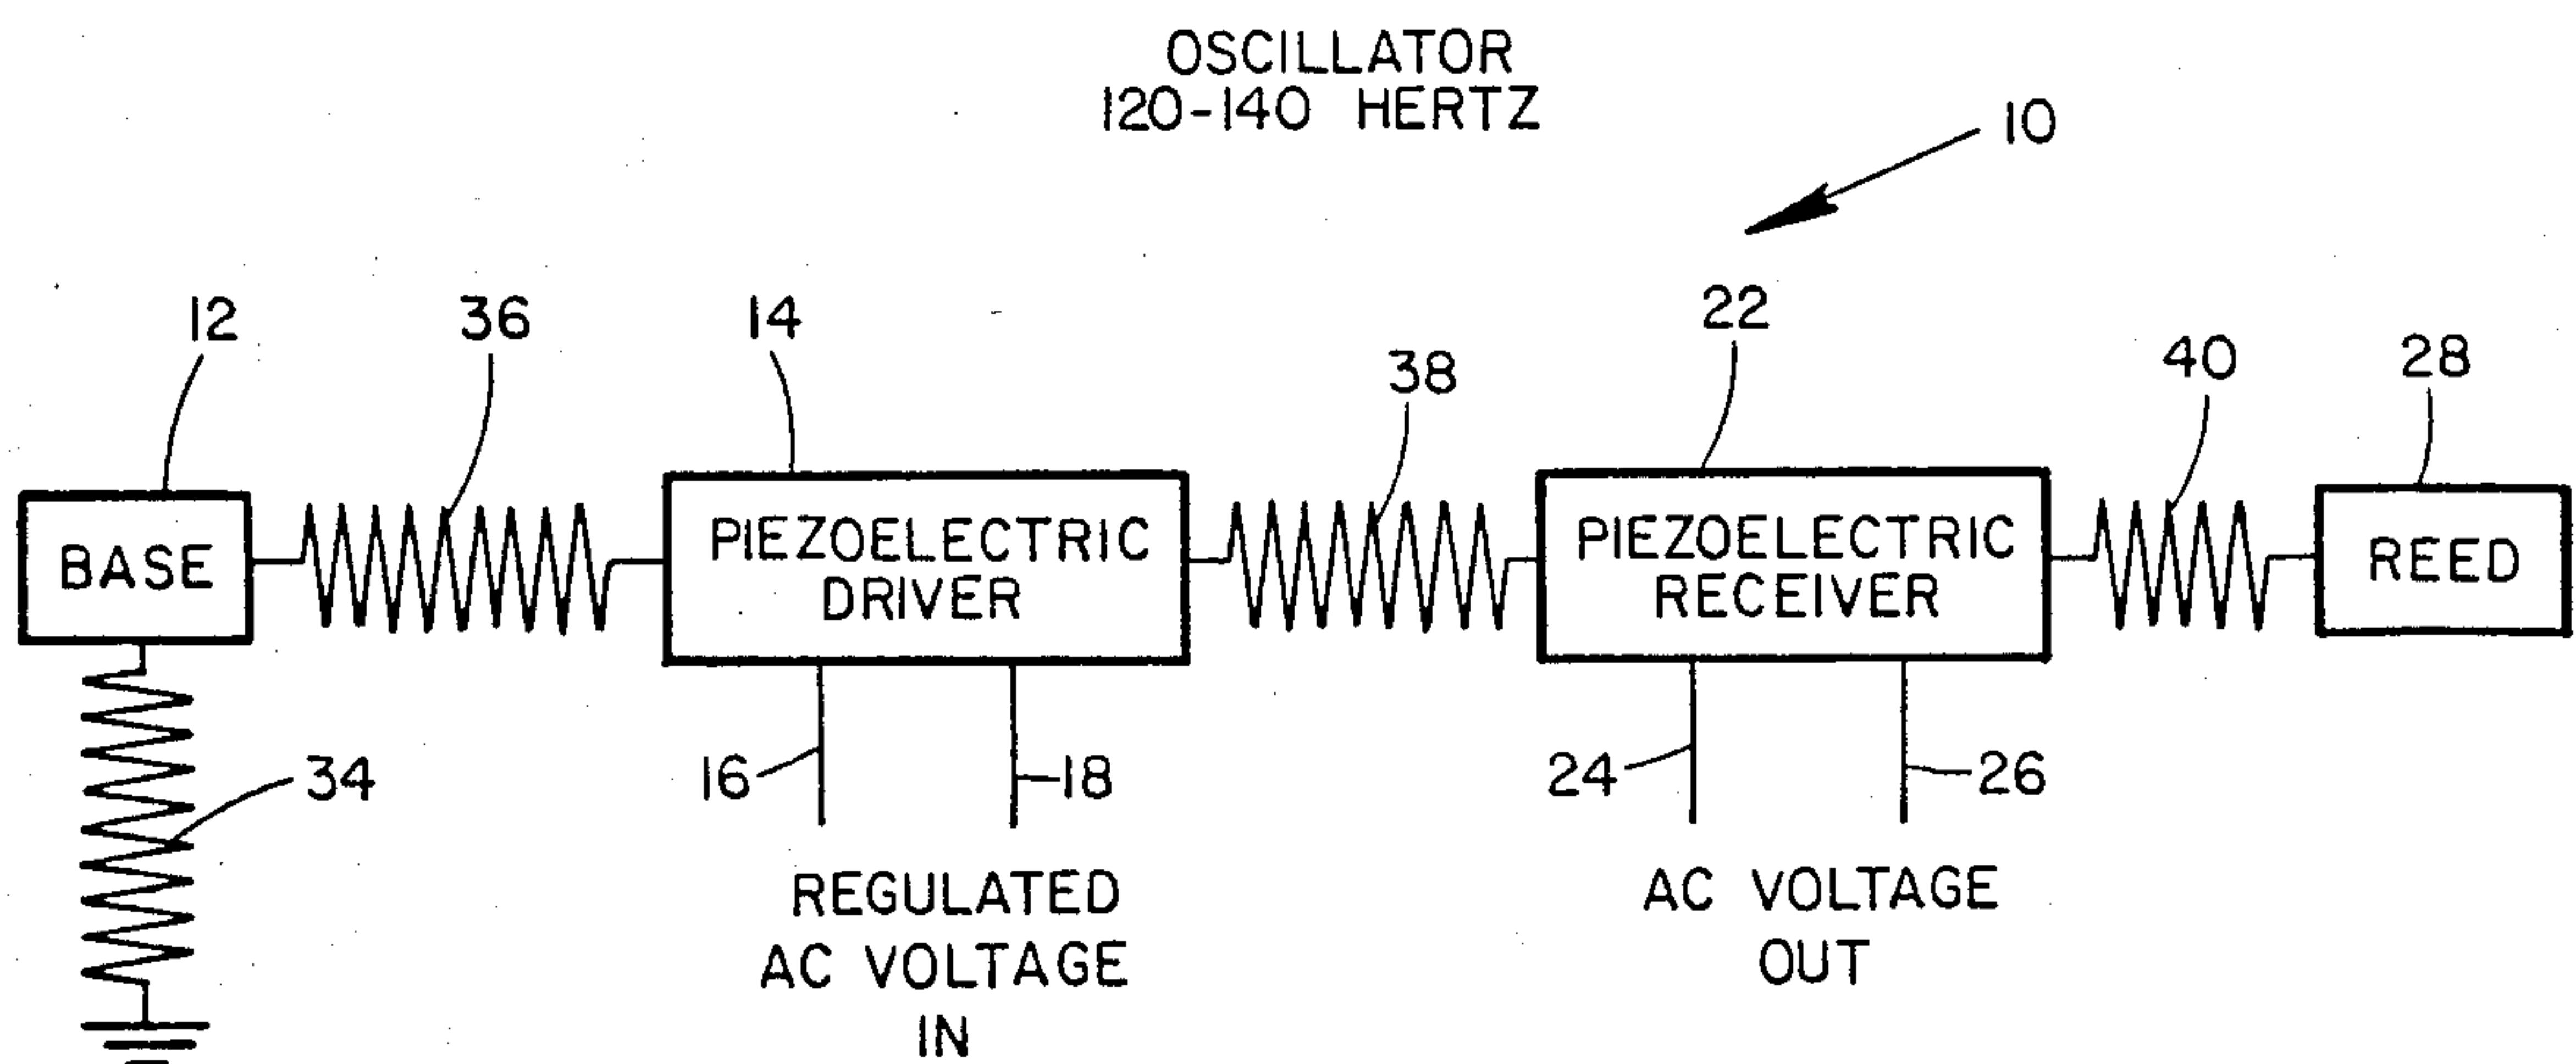 OSCILLATOR
120-140 HERTZ
10
12
36
14
22
38
40
28
BASE
PIEZOELECTRIC
DRIVER
PIEZOELECTRIC
RECEIVER
REED
34
16
18
24
26
REGULATED
AC VOLTAGE
IN
AC VOLTAGE
OUT